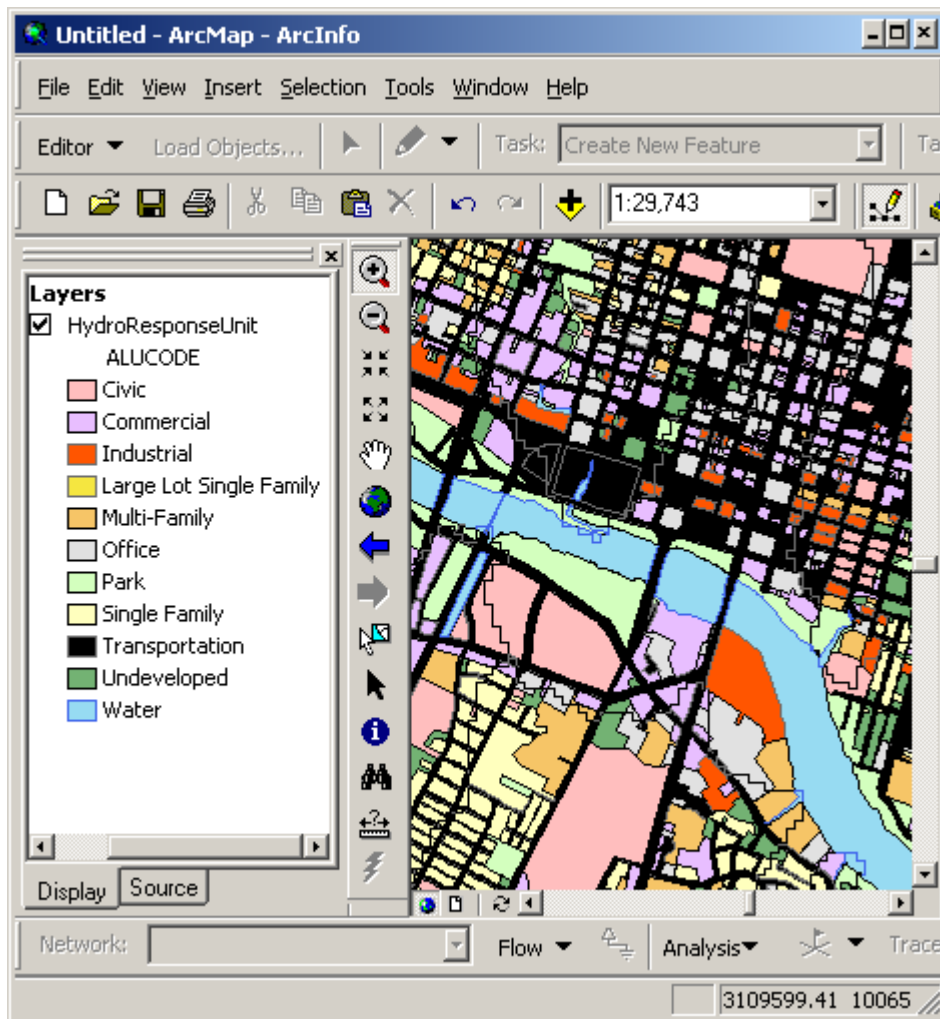 Untitled - ArcMap - ArcInfo
File Edit View Insert Selection Tools Window Help
Editor Load Objects... Task: Create New Feature Ta
1:29,743
Layers
HydroResponseUnit
ALUCODE
Civic
Commercial
Industrial
Large Lot Single Family
Multi-Family
Office
Park
Single Family
Transportation
Undeveloped
Water
Display Source
Network: Flow Analysis Trace
3109599.41 10065